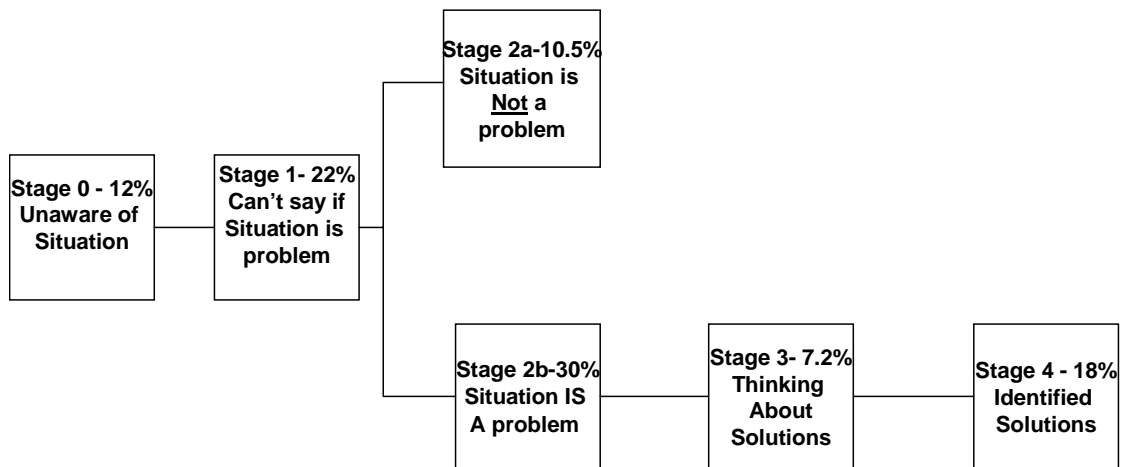 Stage 0 - 12%
Unaware of
Situation
Stage 1- 22%
Can't say if
Situation is
problem
Stage 2a-10.5%
Situation is
Not a
problem
Stage 2b-30%
Situation IS
A problem
Stage 3- 7.2%
Thinking
About
Solutions
Stage 4 - 18%
Identified
Solutions